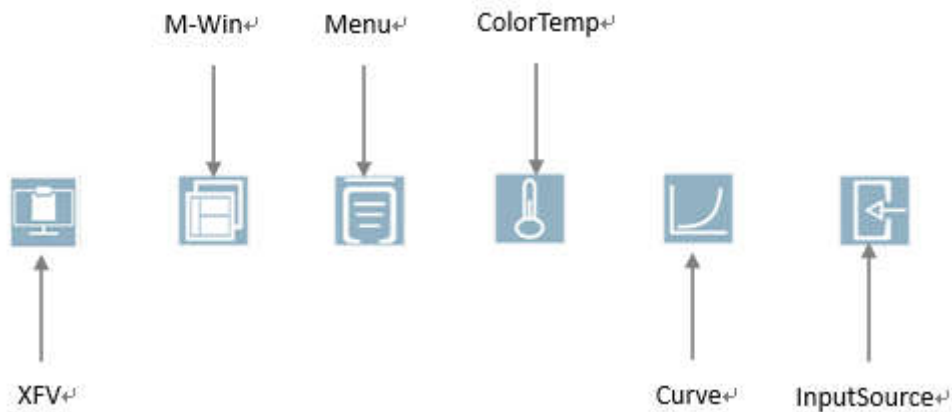 M-Win↵
Menu↵
ColorTemp↵
XFV↵
Curve↵
InputSource↵